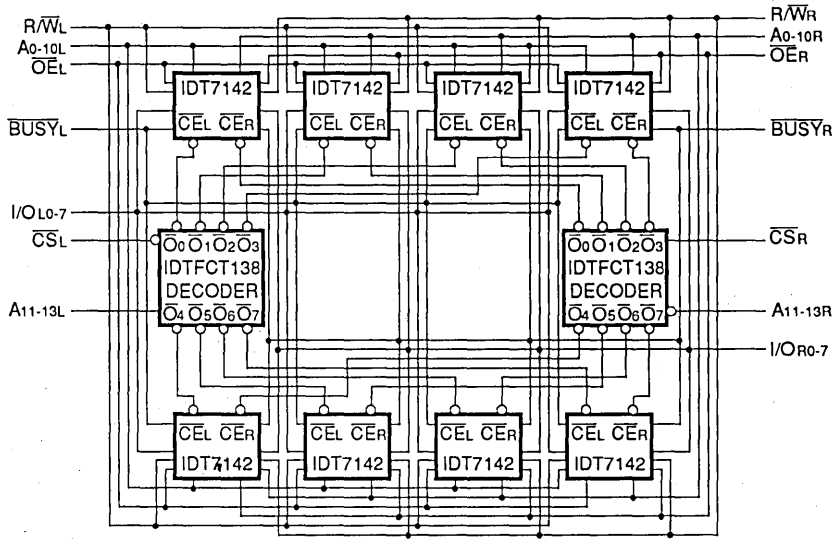 R/W̅L
A0-10L
O̅E̅L
R/W̅R
A0-10R
O̅E̅R
IDT7142 IDT7142 IDT7142 IDT7142
B̅U̅S̅Y̅L C̅E̅L C̅E̅R C̅E̅L C̅E̅R C̅E̅L C̅E̅R C̅E̅L C̅E̅R B̅U̅S̅Y̅R
I/OL0-7
C̅S̅L
A11-13L
O̅0 O̅1 O̅2 O̅3
IDTFCT138
DECODER
O̅4 O̅5 O̅6 O̅7
O̅0 O̅1 O̅2 O̅3
IDTFCT138
DECODER
O̅4 O̅5 O̅6 O̅7
C̅S̅R
A11-13R
I/OR0-7
C̅E̅L C̅E̅R C̅E̅L C̅E̅R C̅E̅L C̅E̅R C̅E̅L C̅E̅R
IDT7142 IDT7142 IDT7142 IDT7142